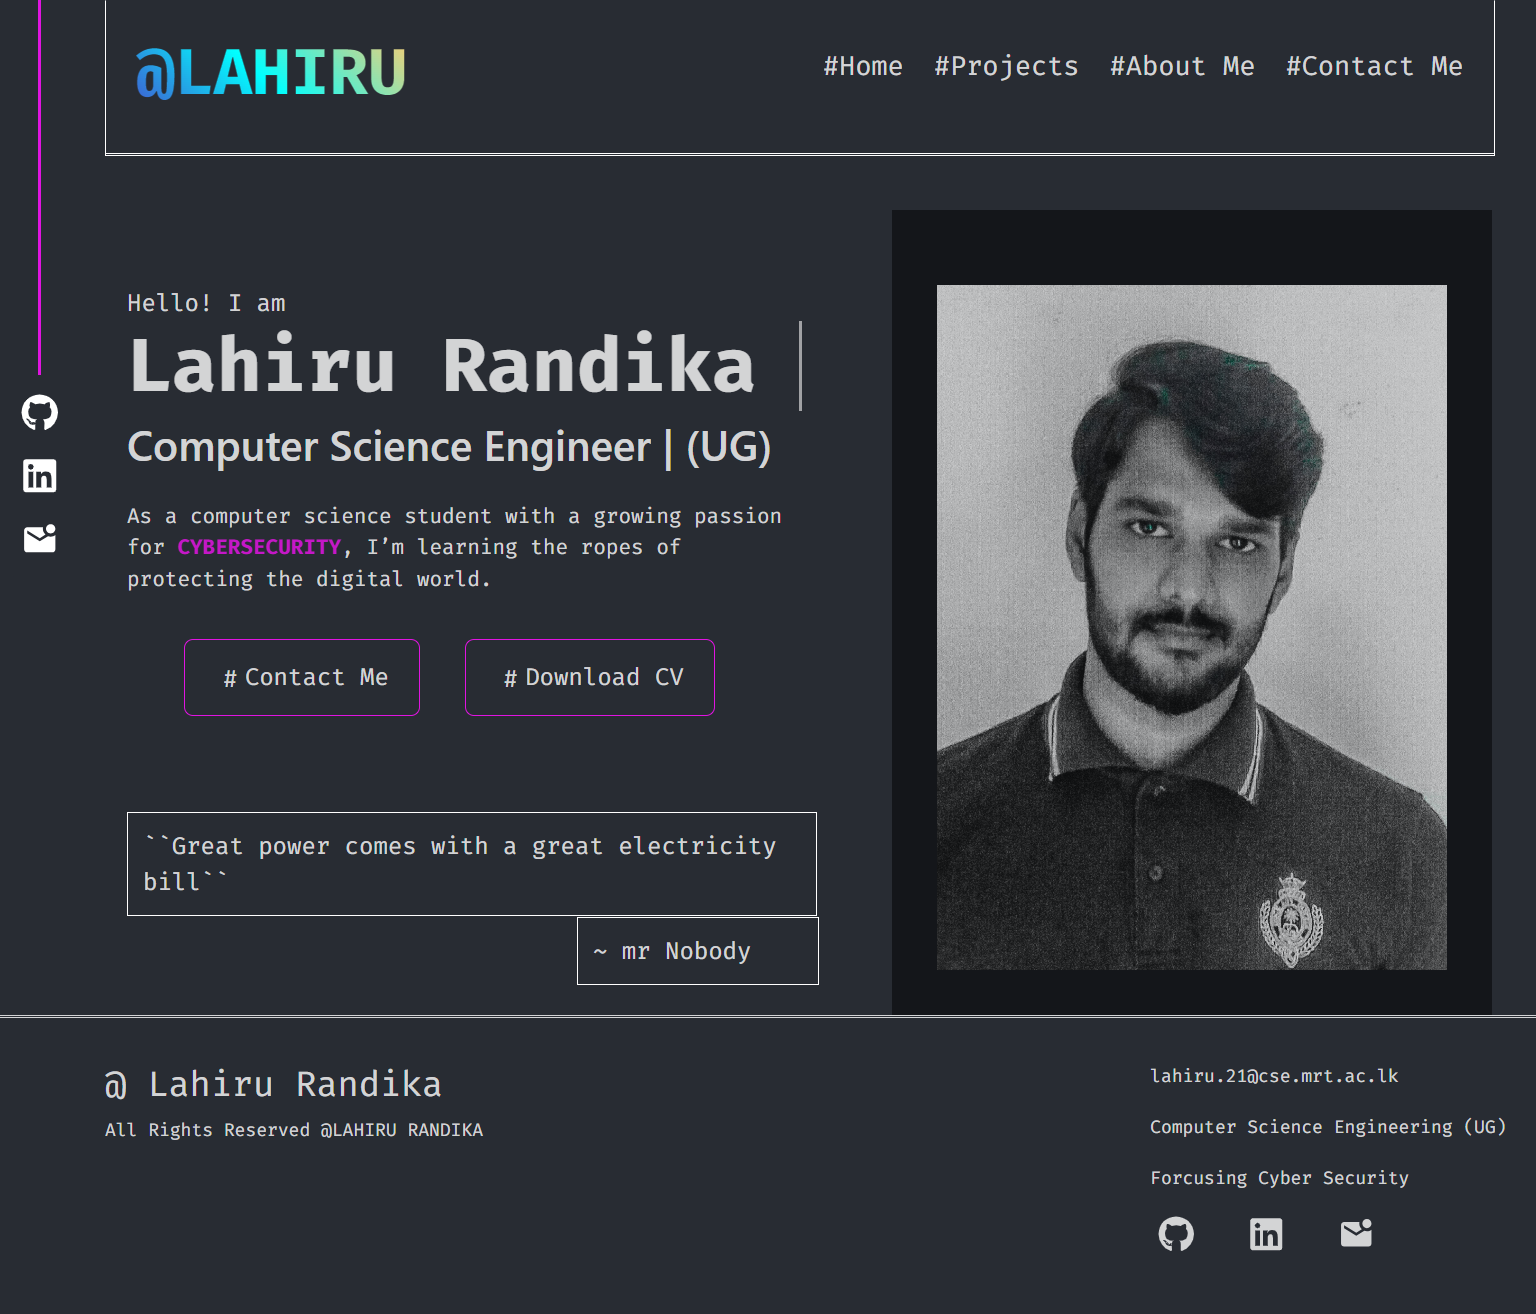 @LAHIRU
#Home #Projects #About Me #Contact Me
Hello! I am
Lahiru Randika
Computer Science Engineer | (UG)
As a computer science student with a growing passion
for CYBERSECURITY, I’m learning the ropes of
protecting the digital world.
# Contact Me
# Download CV
``Great power comes with a great electricity
bill``
~ mr Nobody
@ Lahiru Randika
All Rights Reserved @LAHIRU RANDIKA
lahiru.21@cse.mrt.ac.lk
Computer Science Engineering (UG)
Forcusing Cyber Security